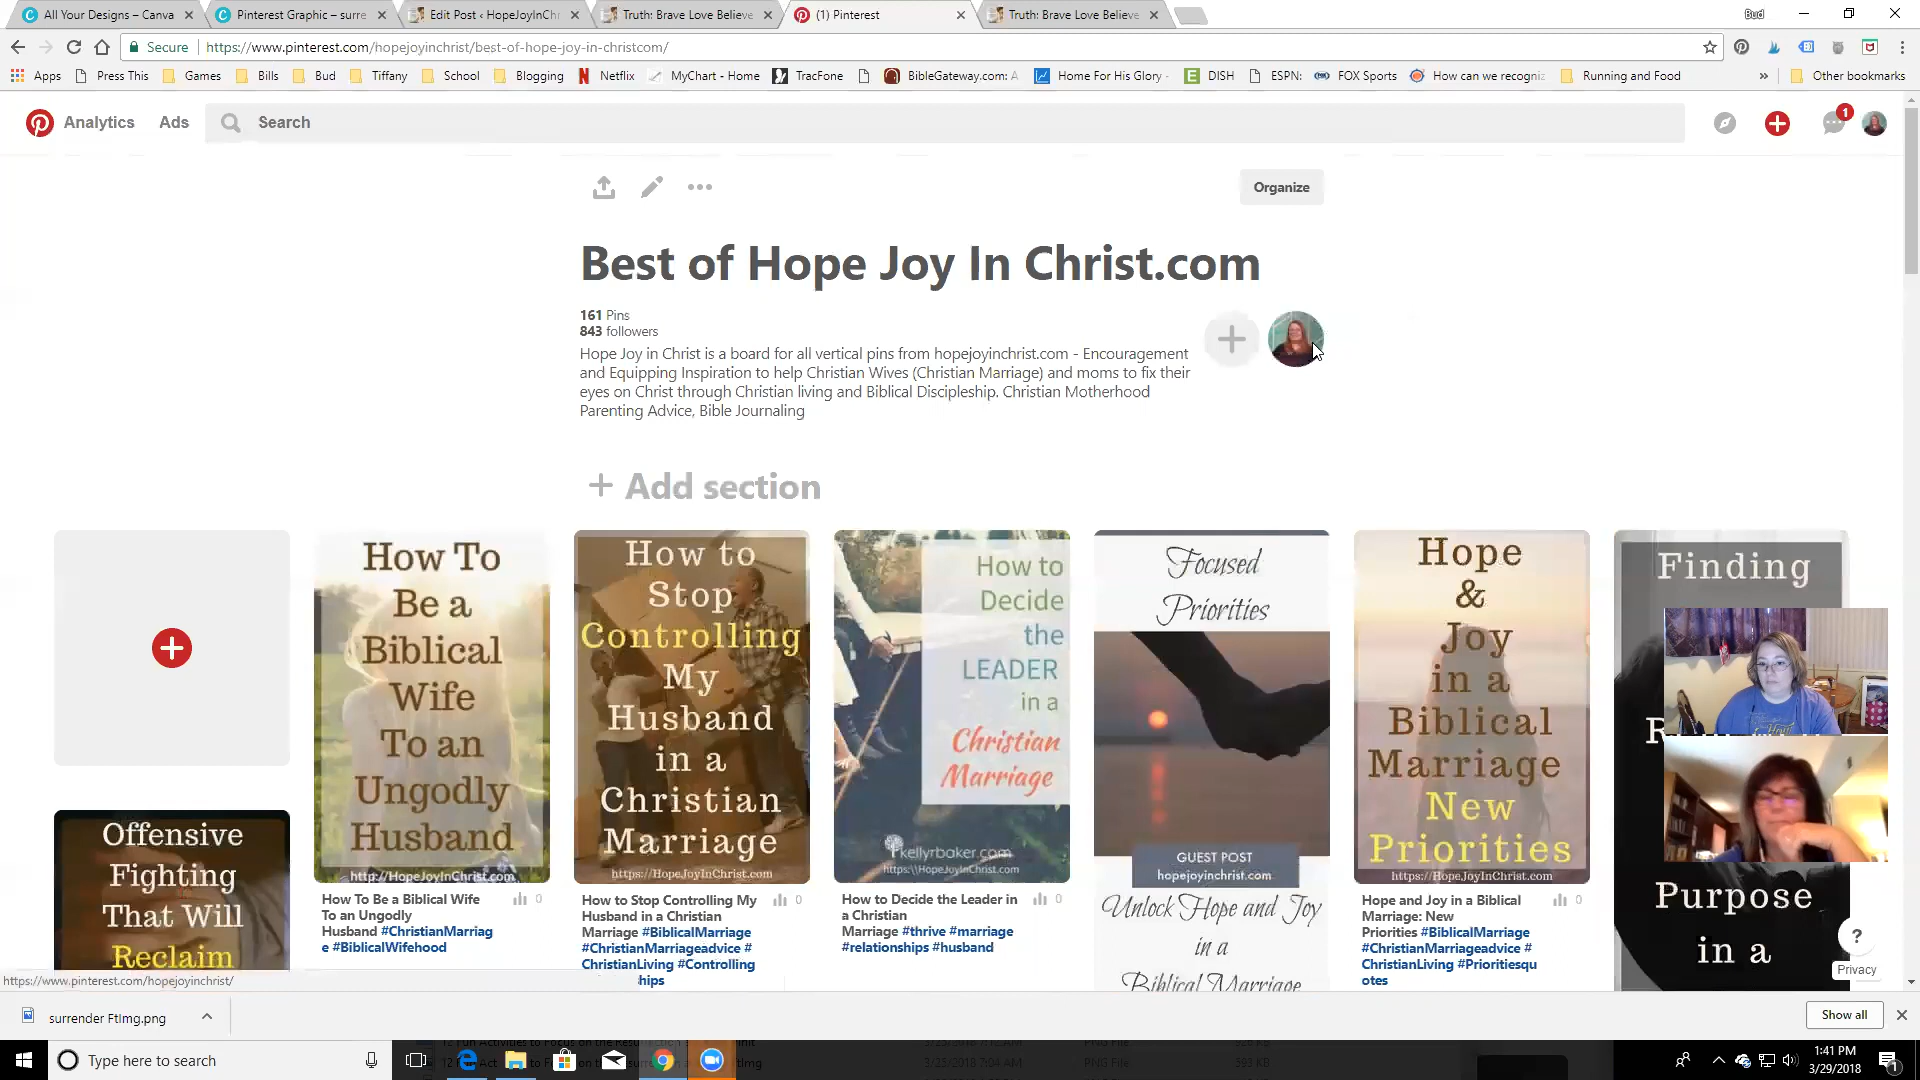 All Your Designs – Canva
Pinterest Graphic – surre
Edit Post ‹ HopeJoyInChr
Truth: Brave Love Believe
(1) Pinterest
Truth: Brave Love Believe
Bud
Secure
https://www.pinterest.com/hopejoyinchrist/best-of-hope-joy-in-christcom/
Apps
Press This
Games
Bills
Bud
Tiffany
School
Blogging
Netflix
MyChart - Home
TracFone
BibleGateway.com: A
Home For His Glory -
DISH
ESPN:
FOX Sports
How can we recogniz
Running and Food
»
Other bookmarks
Analytics
Ads
Search
1
Organize
Best of Hope Joy In Christ.com
161 Pins
843 followers
Hope Joy in Christ is a board for all vertical pins from hopejoyinchrist.com - Encouragement
and Equipping Inspiration to help Christian Wives (Christian Marriage) and moms to fix their
eyes on Christ through Christian living and Biblical Discipleship. Christian Motherhood
Parenting Advice, Bible Journaling
+ Add section
How To
Be a
Biblical
Wife
To an
Ungodly
Husband
http://HopeJoyInChrist.com
How To Be a Biblical Wife
To an Ungodly
Husband #ChristianMarriag
e #BiblicalWifehood
0
How to
Stop
Controlling
My
Husband
in a
Christian
Marriage
https://HopeJoyInChrist.com
How to Stop Controlling My
Husband in a Christian
Marriage #BiblicalMarriage
#ChristianMarriageadvice #
ChristianLiving #Controlling
ships
0
How to
Decide
the
LEADER
in a
Christian
Marriage
kellyrbaker.com
https://HopeJoyInChrist.com
How to Decide the Leader in
a Christian
Marriage #thrive #marriage
#relationships #husband
0
Focused
Priorities
GUEST POST
hopejoyinchrist.com
Unlock Hope and Joy
in a
Biblical Marriage
Hope
&
Joy
in a
Biblical
Marriage
New
Priorities
https://HopeJoyInChrist.com
Hope and Joy in a Biblical
Marriage: New
Priorities #BiblicalMarriage
#ChristianMarriageadvice #
ChristianLiving #Prioritiesqu
otes
0
Finding
Purpose
in a
Offensive
Fighting
That Will
Reclaim
?
Privacy
https://www.pinterest.com/hopejoyinchrist/
surrender FtImg.png
Show all
Type here to search
1:41 PM
3/29/2018
1